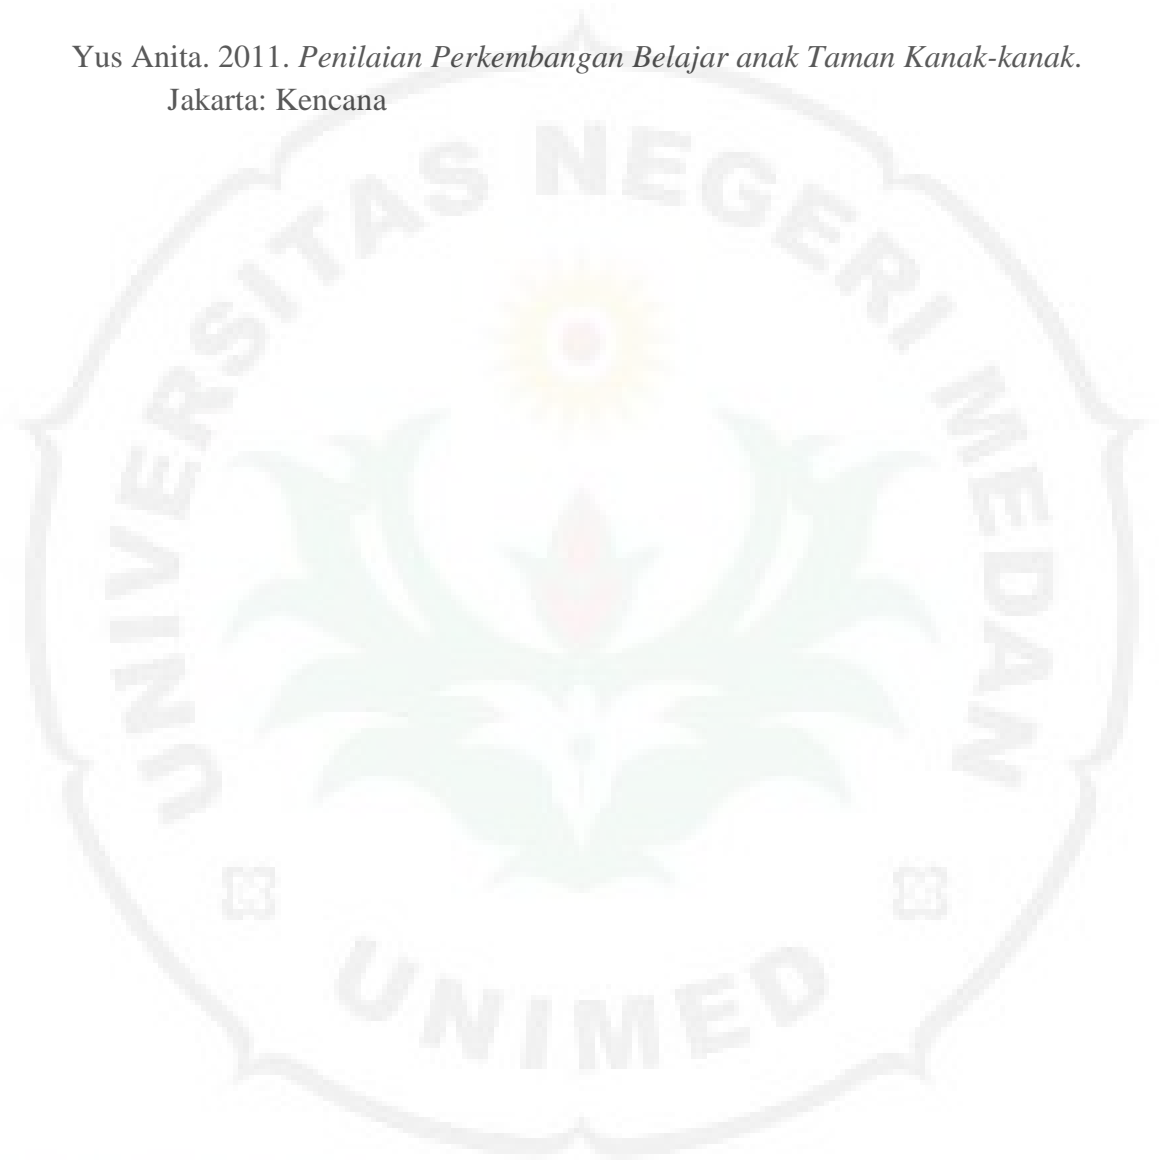 Yus Anita. 2011. Penilaian Perkembangan Belajar anak Taman Kanak-kanak.
Jakarta: Kencana
UNIVERSITAS NEGERI MEDAN
UNIMED